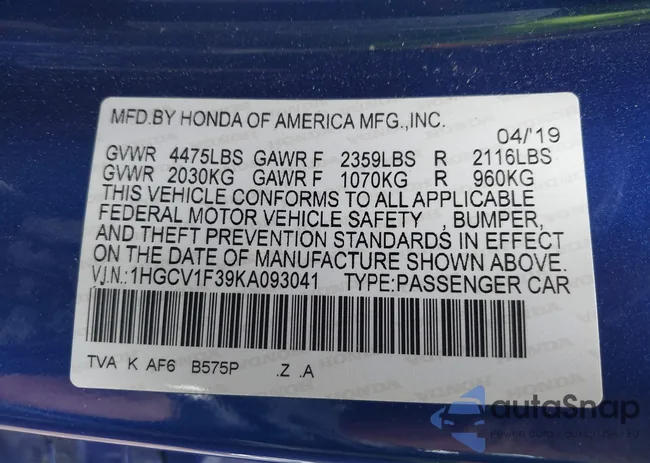 MFD.BY HONDA OF AMERICA MFG.,INC.
04/'19
GVWR 4475LBS GAWR F 2359LBS R 2116LBS
GVWR 2030KG GAWR F 1070KG R 960KG
THIS VEHICLE CONFORMS TO ALL APPLICABLE
FEDERAL MOTOR VEHICLE SAFETY , BUMPER,
AND THEFT PREVENTION STANDARDS IN EFFECT
ON THE DATE OF MANUFACTURE SHOWN ABOVE.
V.I.N.:1HGCV1F39KA093041 TYPE:PASSENGER CAR
TVA K AF6 B575P .Z .A
autoSnap